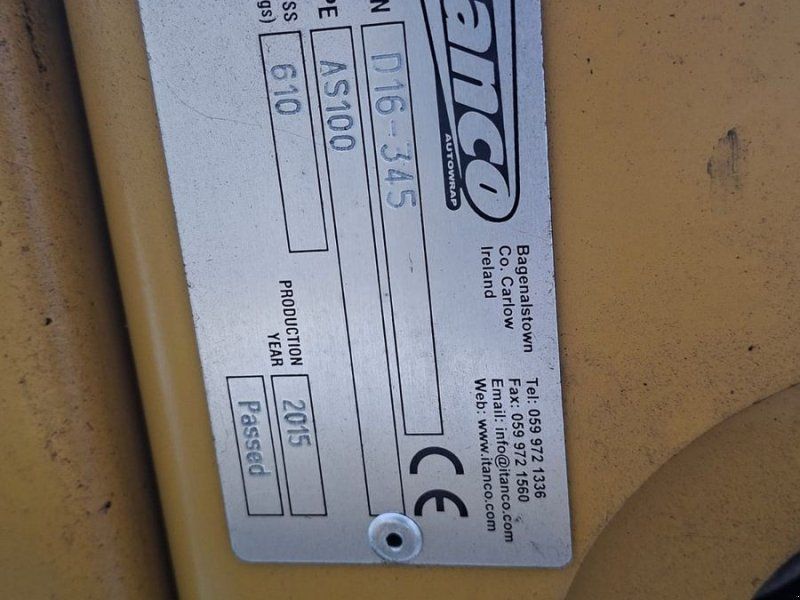 anco
AUTOWRAP
Bagenalstown
Co. Carlow
Ireland
Tel: 059 972 1336
Fax: 059 972 1560
Email: info@itanco.com
Web: www.itanco.com
N D16-345
PE AS100
SS
gs) 610
CE
PRODUCTION
YEAR 2015
Passed